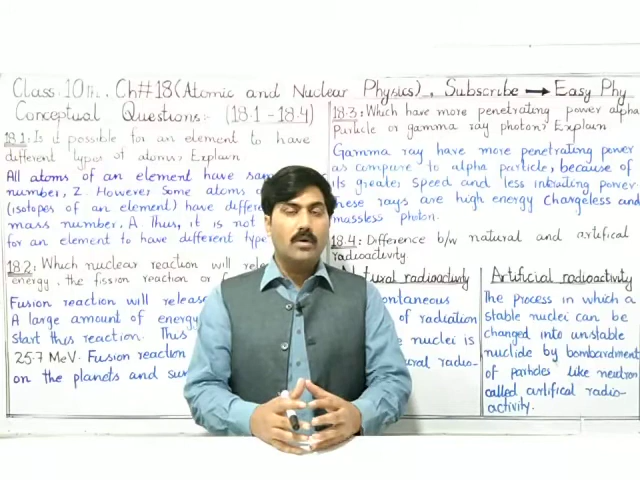 Class 10th. Ch#18(Atomic and Nuclear Physics). Subscribe → Easy Phy
Conceptual Questions:- (18.1 - 18.4)
18.1: Is it possible for an element to have
different types of atoms, Explain
All atoms of an element have sam
number, Z. However Some atoms
(isotopes of an element) have differe
mass number, A. Thus, it is not
for an element to have different type
18.2: Which nuclear reaction will rele
energy, the fission reaction or f
Fusion reaction will releas
A large amount of energy
start this reaction. This
25.7 MeV. Fusion reaction
on the planets and su
18.3: Which have more penetrating power alpha
Particle or gamma ray photon, Explain
Gamma ray have more penetrating power
as compare to alpha particle, because of
its greater Speed and less power.
These rays are high energy Chargeless and
massless photon.
18.4: Difference b/w natural and artifical
radioactivity.
Natural radioactivity
ontaneous
of radiation
e nuclei is
ural radio-
Artificial radioactivity
The process in which a
stable nuclei can be
changed into unstable
nuclide by bombardment
of particles like neutron
called artifical radio-
activity.